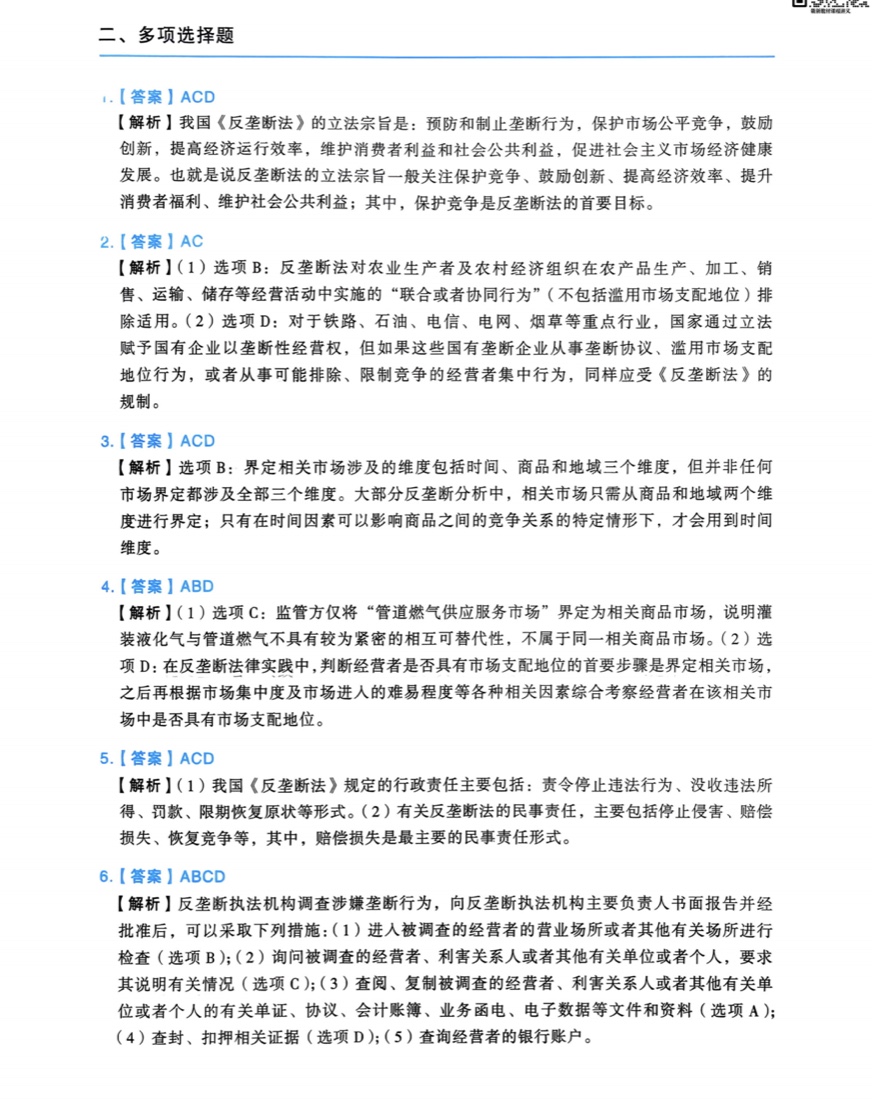 二、多项选择题
1.【答案】ACD
【解析】我国《反垄断法》的立法宗旨是：预防和制止垄断行为，保护市场公平竞争，鼓励
创新，提高经济运行效率，维护消费者利益和社会公共利益，促进社会主义市场经济健康
发展。也就是说反垄断法的立法宗旨一般关注保护竞争、鼓励创新、提高经济效率、提升
消费者福利、维护社会公共利益；其中，保护竞争是反垄断法的首要目标。
2.【答案】AC
【解析】（1）选项 B：反垄断法对农业生产者及农村经济组织在农产品生产、加工、销
售、运输、储存等经营活动中实施的“联合或者协同行为”（不包括滥用市场支配地位）排
除适用。（2）选项 D：对于铁路、石油、电信、电网、烟草等重点行业，国家通过立法
赋予国有企业以垄断性经营权，但如果这些国有垄断企业从事垄断协议、滥用市场支配
地位行为，或者从事可能排除、限制竞争的经营者集中行为，同样应受《反垄断法》的
规制。
3.【答案】ACD
【解析】选项 B：界定相关市场涉及的维度包括时间、商品和地域三个维度，但并非任何
市场界定都涉及全部三个维度。大部分反垄断分析中，相关市场只需从商品和地域两个维
度进行界定；只有在时间因素可以影响商品之间的竞争关系的特定情形下，才会用到时间
维度。
4.【答案】ABD
【解析】（1）选项 C：监管方仅将“管道燃气供应服务市场”界定为相关商品市场，说明灌
装液化气与管道燃气不具有较为紧密的相互可替代性，不属于同一相关商品市场。（2）选
项 D：在反垄断法律实践中，判断经营者是否具有市场支配地位的首要步骤是界定相关市场，
之后再根据市场集中度及市场进入的难易程度等各种相关因素综合考察经营者在该相关市
场中是否具有市场支配地位。
5.【答案】ACD
【解析】（1）我国《反垄断法》规定的行政责任主要包括：责令停止违法行为、没收违法所
得、罚款、限期恢复原状等形式。（2）有关反垄断法的民事责任，主要包括停止侵害、赔偿
损失、恢复竞争等，其中，赔偿损失是最主要的民事责任形式。
6.【答案】ABCD
【解析】反垄断执法机构调查涉嫌垄断行为，向反垄断执法机构主要负责人书面报告并经
批准后，可以采取下列措施：（1）进入被调查的经营者的营业场所或者其他有关场所进行
检查（选项 B）；（2）询问被调查的经营者、利害关系人或者其他有关单位或者个人，要求
其说明有关情况（选项 C）；（3）查阅、复制被调查的经营者、利害关系人或者其他有关单
位或者个人的有关单证、协议、会计账簿、业务函电、电子数据等文件和资料（选项 A）；
（4）查封、扣押相关证据（选项 D）；（5）查询经营者的银行账户。